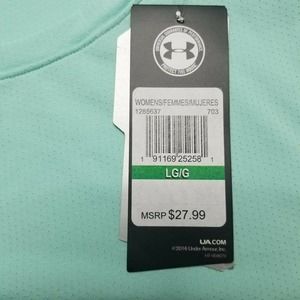 WOMENS/FEMMES/MUJERES
1285637 703
1 91169 25258 1
LG/G
MSRP $27.99
UA.COM
©2016 Under Armour, Inc.